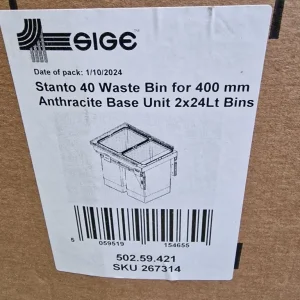 SIGE
Date of pack: 1/10/2024
Stanto 40 Waste Bin for 400 mm
Anthracite Base Unit 2x24Lt Bins
5 059519 154655
502.59.421
SKU 267314